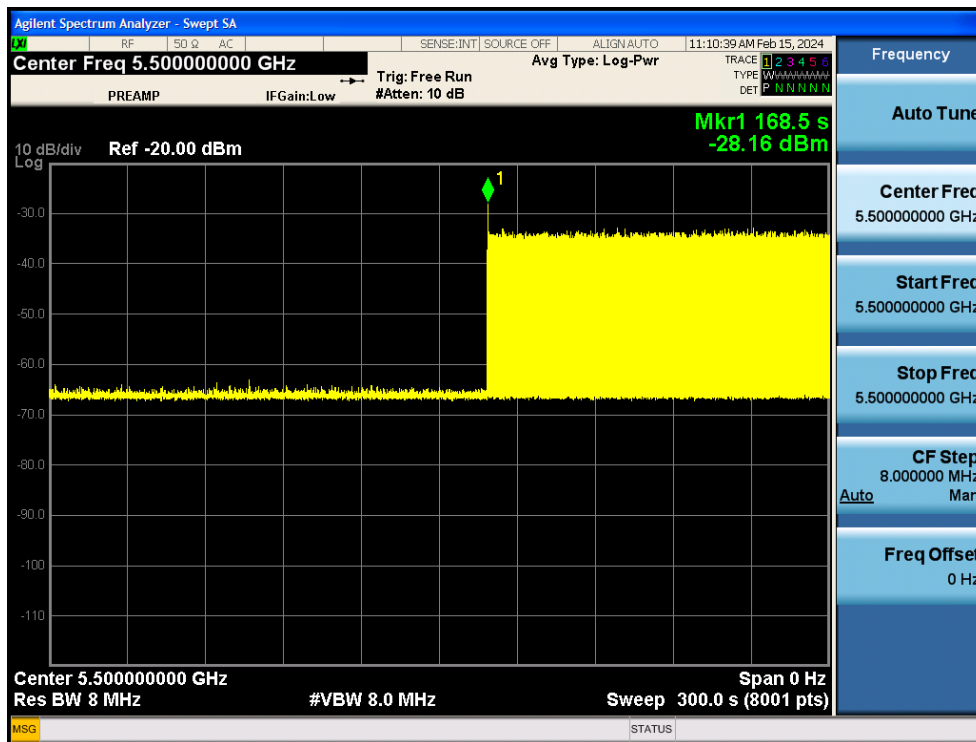 Agilent Spectrum Analyzer - Swept SA
LXI RF 50 Ω AC SENSE:INT SOURCE OFF ALIGNAUTO 11:10:39 AM Feb 15, 2024
Center Freq 5.500000000 GHz
PREAMP IFGain:Low
Trig: Free Run
#Atten: 10 dB
Avg Type: Log-Pwr
TRACE 1 2 3 4 5 6
TYPE W
DET P N N N N N
Mkr1 168.5 s
-28.16 dBm
10 dB/div Ref -20.00 dBm
Log
1
-30.0
-40.0
-50.0
-60.0
-70.0
-80.0
-90.0
-100
-110
Center 5.500000000 GHz Span 0 Hz
Res BW 8 MHz #VBW 8.0 MHz Sweep 300.0 s (8001 pts)
MSG STATUS
Frequency
Auto Tune
Center Freq
5.500000000 GHz
Start Freq
5.500000000 GHz
Stop Freq
5.500000000 GHz
CF Step
8.000000 MHz
Auto Man
Freq Offset
0 Hz